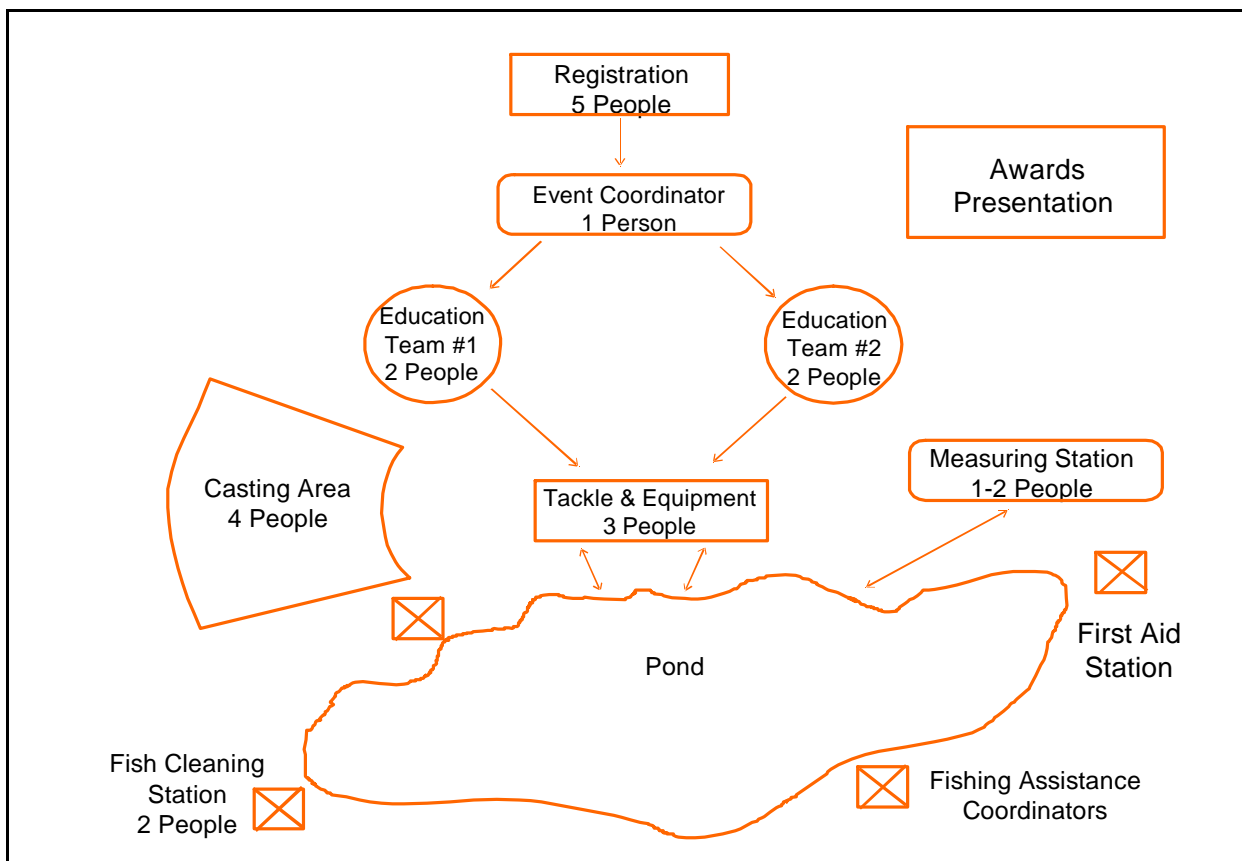 Registration
5 People
Event Coordinator
1 Person
Awards
Presentation
Education
Team #1
2 People
Education
Team #2
2 People
Casting Area
4 People
Tackle & Equipment
3 People
Measuring Station
1-2 People
First Aid
Station
Pond
Fish Cleaning
Station
2 People
Fishing Assistance
Coordinators